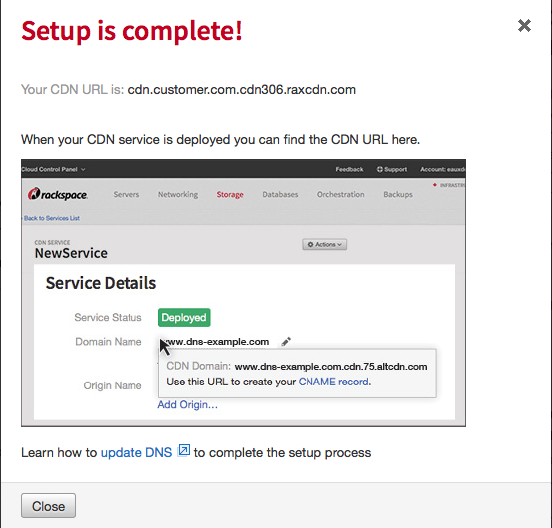 Setup is complete!
Your CDN URL is: cdn.customer.com.cdn306.raxcdn.com
When your CDN service is deployed you can find the CDN URL here.
Cloud Control Panel
Feedback Support Account: eauxde
rackspace. Servers Networking Storage Databases Orchestration Backups
INFRASTR
Back to Services List
CDN SERVICE
NewService
Actions
Service Details
Service Status Deployed
Domain Name www.dns-example.com
CDN Domain: www.dns-example.com.cdn.75.altcdn.com
Use this URL to create your CNAME record.
Origin Name
Add Origin...
Learn how to update DNS to complete the setup process
Close